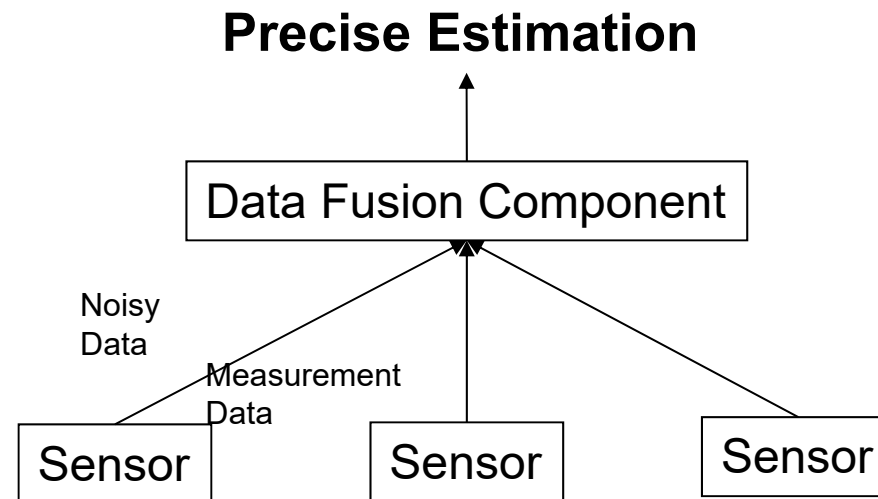 Precise Estimation
Data Fusion Component
Noisy
Data
Measurement
Data
Sensor
Sensor
Sensor